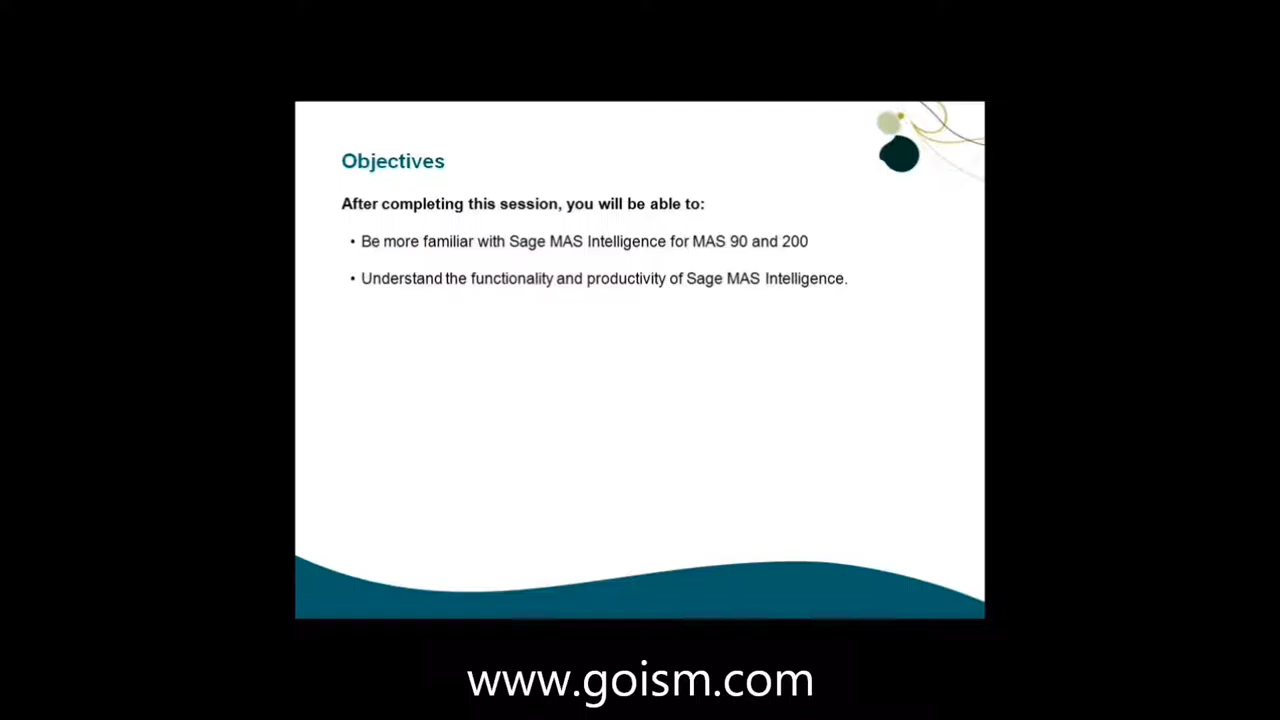 Objectives
After completing this session, you will be able to:
• Be more familiar with Sage MAS Intelligence for MAS 90 and 200
• Understand the functionality and productivity of Sage MAS Intelligence.
www.goism.com